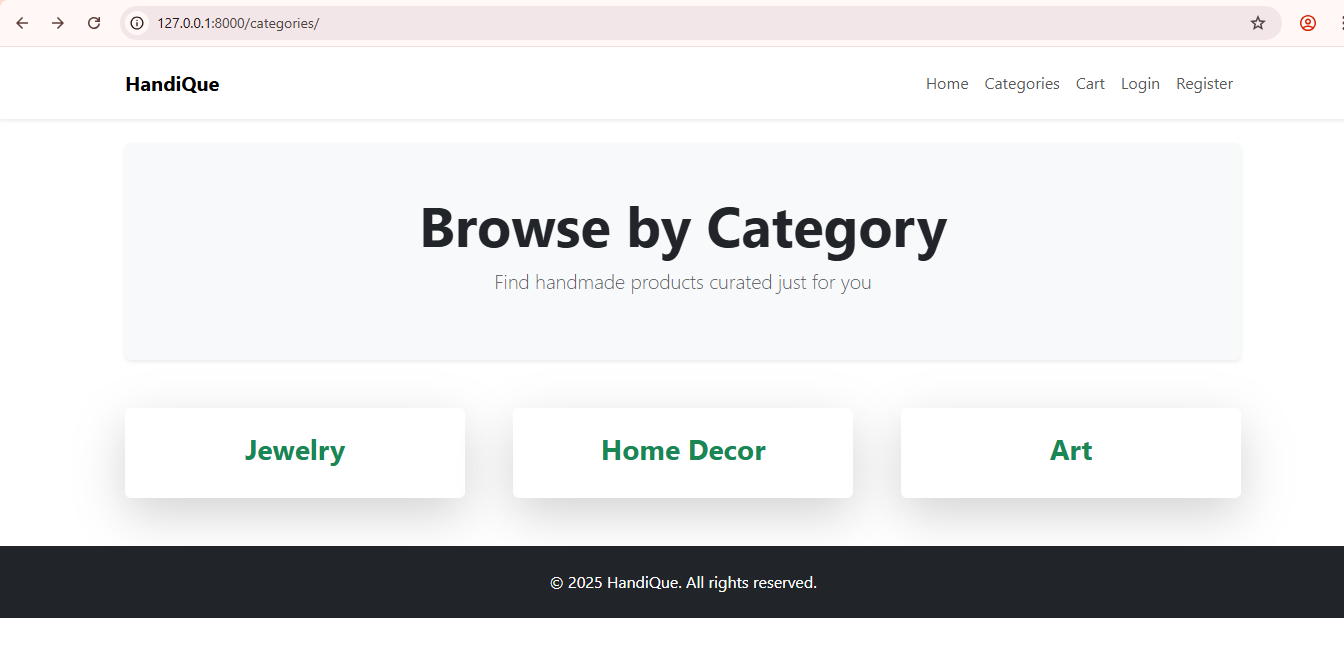 127.0.0.1:8000/categories/
HandiQue Home Categories Cart Login Register
Browse by Category
Find handmade products curated just for you
Jewelry Home Decor Art
© 2025 HandiQue. All rights reserved.